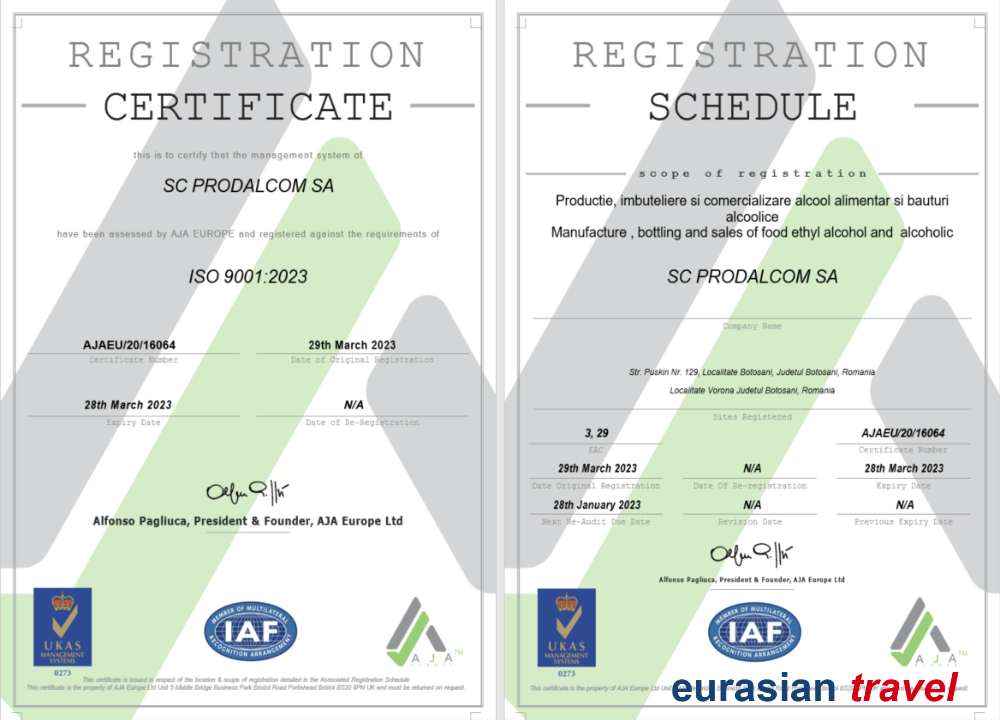 REGISTRATION
CERTIFICATE
this is to certify that the management system of
SC PRODALCOM SA
have been assessed by AJA EUROPE and registered against the requirements of
ISO 9001:2023
AJAEU/20/16064
Certificate Number
29th March 2023
Date of Original Registration
28th March 2023
Expiry Date
N/A
Date of Re-Registration
Alfonso Pagliuca, President & Founder, AJA Europe Ltd
UKAS
MANAGEMENT
SYSTEMS
0273
MEMBER OF MULTILATERAL
IAF
RECOGNITION ARRANGEMENT
AJA
EUROPE
TM
This certificate is issued in respect of the location & scope of registration detailed in the Associated Registration Schedule
This certificate is the property of AJA Europe Ltd Unit 5 Middle Bridge Business Park Bristol Road Portishead Bristol BS20 6PN UK and must be returned on request.
REGISTRATION
SCHEDULE
scope of registration
Productie, imbuteliere si comercializare alcool alimentar si bauturi
alcoolice
Manufacture , bottling and sales of food ethyl alcohol and alcoholic
SC PRODALCOM SA
Company Name
Str. Puskin Nr. 129, Localitate Botosani, Judetul Botosani, Romania
Localitate Vorona Judetul Botosani, Romania
Sites Registered
3, 29
EAC
AJAEU/20/16064
Certificate Number
29th March 2023
Date Original Registration
N/A
Date Of Re-registration
28th March 2023
Expiry Date
28th January 2023
Next Re-Audit Due Date
N/A
Revision Date
N/A
Previous Expiry Date
Alfonso Pagliuca, President & Founder, AJA Europe Ltd
UKAS
MANAGEMENT
SYSTEMS
0273
MEMBER OF MULTILATERAL
IAF
RECOGNITION ARRANGEMENT
AJA
TM
This certificate is the property of AJA Europe Ltd
eurasian travel